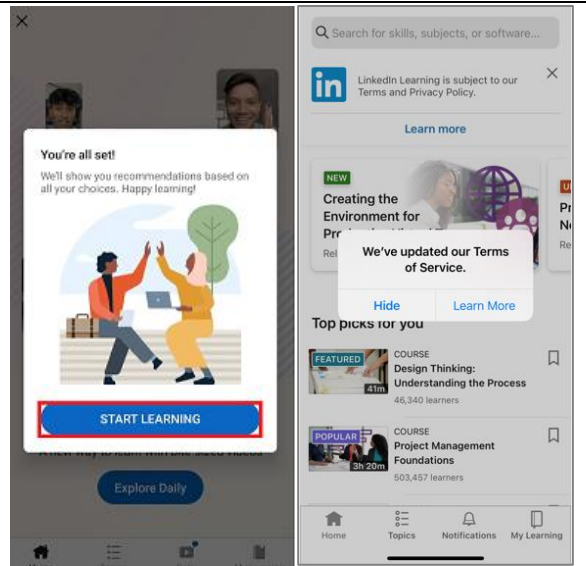 You're all set!
We'll show you recommendations based on
all your choices. Happy learning!
START LEARNING
A new way to learn with bite-sized videos
Explore Daily
Search for skills, subjects, or software...
in
LinkedIn Learning is subject to our
Terms and Privacy Policy.
Learn more
NEW
Creating the
Environment for
Rel
U
Pr
N
Re
We've updated our Terms
of Service.
Hide
Learn More
Top picks for you
FEATURED
41m
COURSE
Design Thinking:
Understanding the Process
46,340 learners
POPULAR
3h 20m
COURSE
Project Management
Foundations
503,457 learners
Home
Topics
Notifications
My Learning